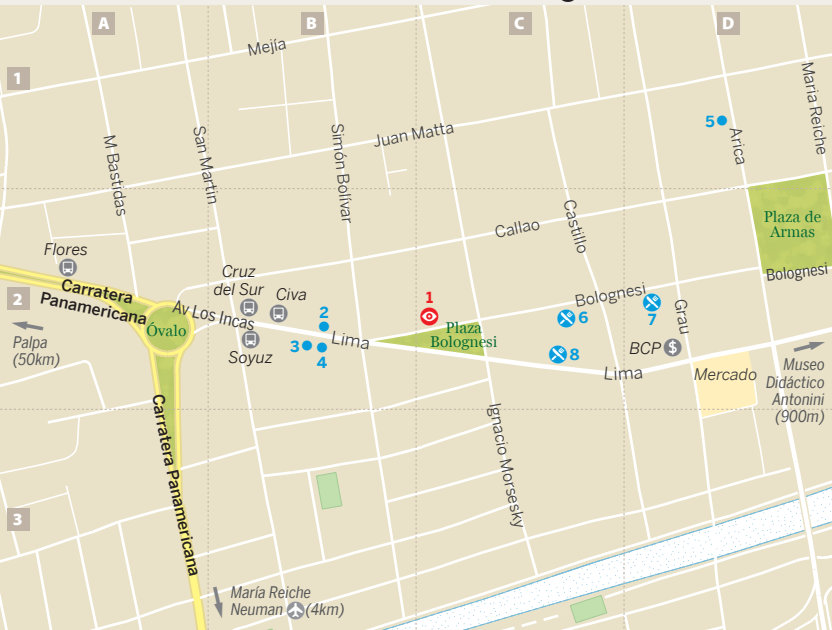 A
B
C
D
1
2
3
Mejía
Juan Matta
M Bastidas
San Martin
Simón Bolívar
Maria Reiche
5
Arica
Callao
Castillo
Plaza de
Armas
Bolognesi
Flores
Carratera
Panamericana
Cruz
del Sur
Civa
Av Los Incas
Óvalo
Soyuz
Palpa
(50km)
2
3
4
Lima
1
Plaza
Bolognesi
Bolognesi
6
7
8
Grau
BCP
$
Lima
Mercado
Museo
Didáctico
Antonini
(900m)
Carratera Panamericana
Ignacio Morsesky
María Reiche
Neuman (4km)